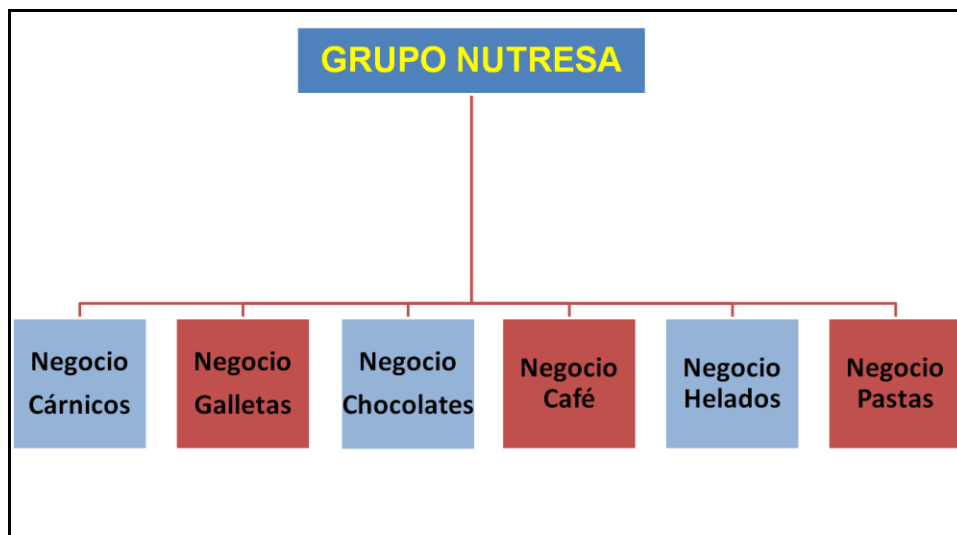 GRUPO NUTRESA
Negocio
Cárnicos
Negocio
Galletas
Negocio
Chocolates
Negocio
Café
Negocio
Helados
Negocio
Pastas